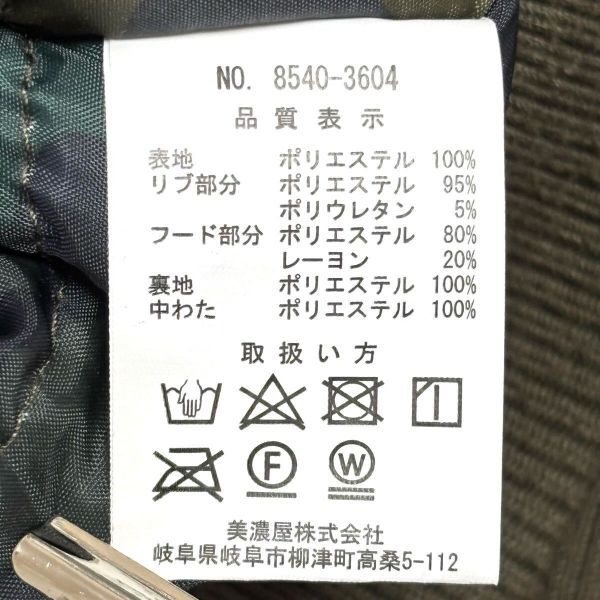 NO. 8540-3604
品質表示
表地 ポリエステル 100%
リブ部分 ポリエステル 95%
ポリウレタン 5%
フード部分 ポリエステル 80%
レーヨン 20%
裏地 ポリエステル 100%
中わた ポリエステル 100%
取扱い方
F W
美濃屋株式会社
岐阜県岐阜市柳津町高桑5-112